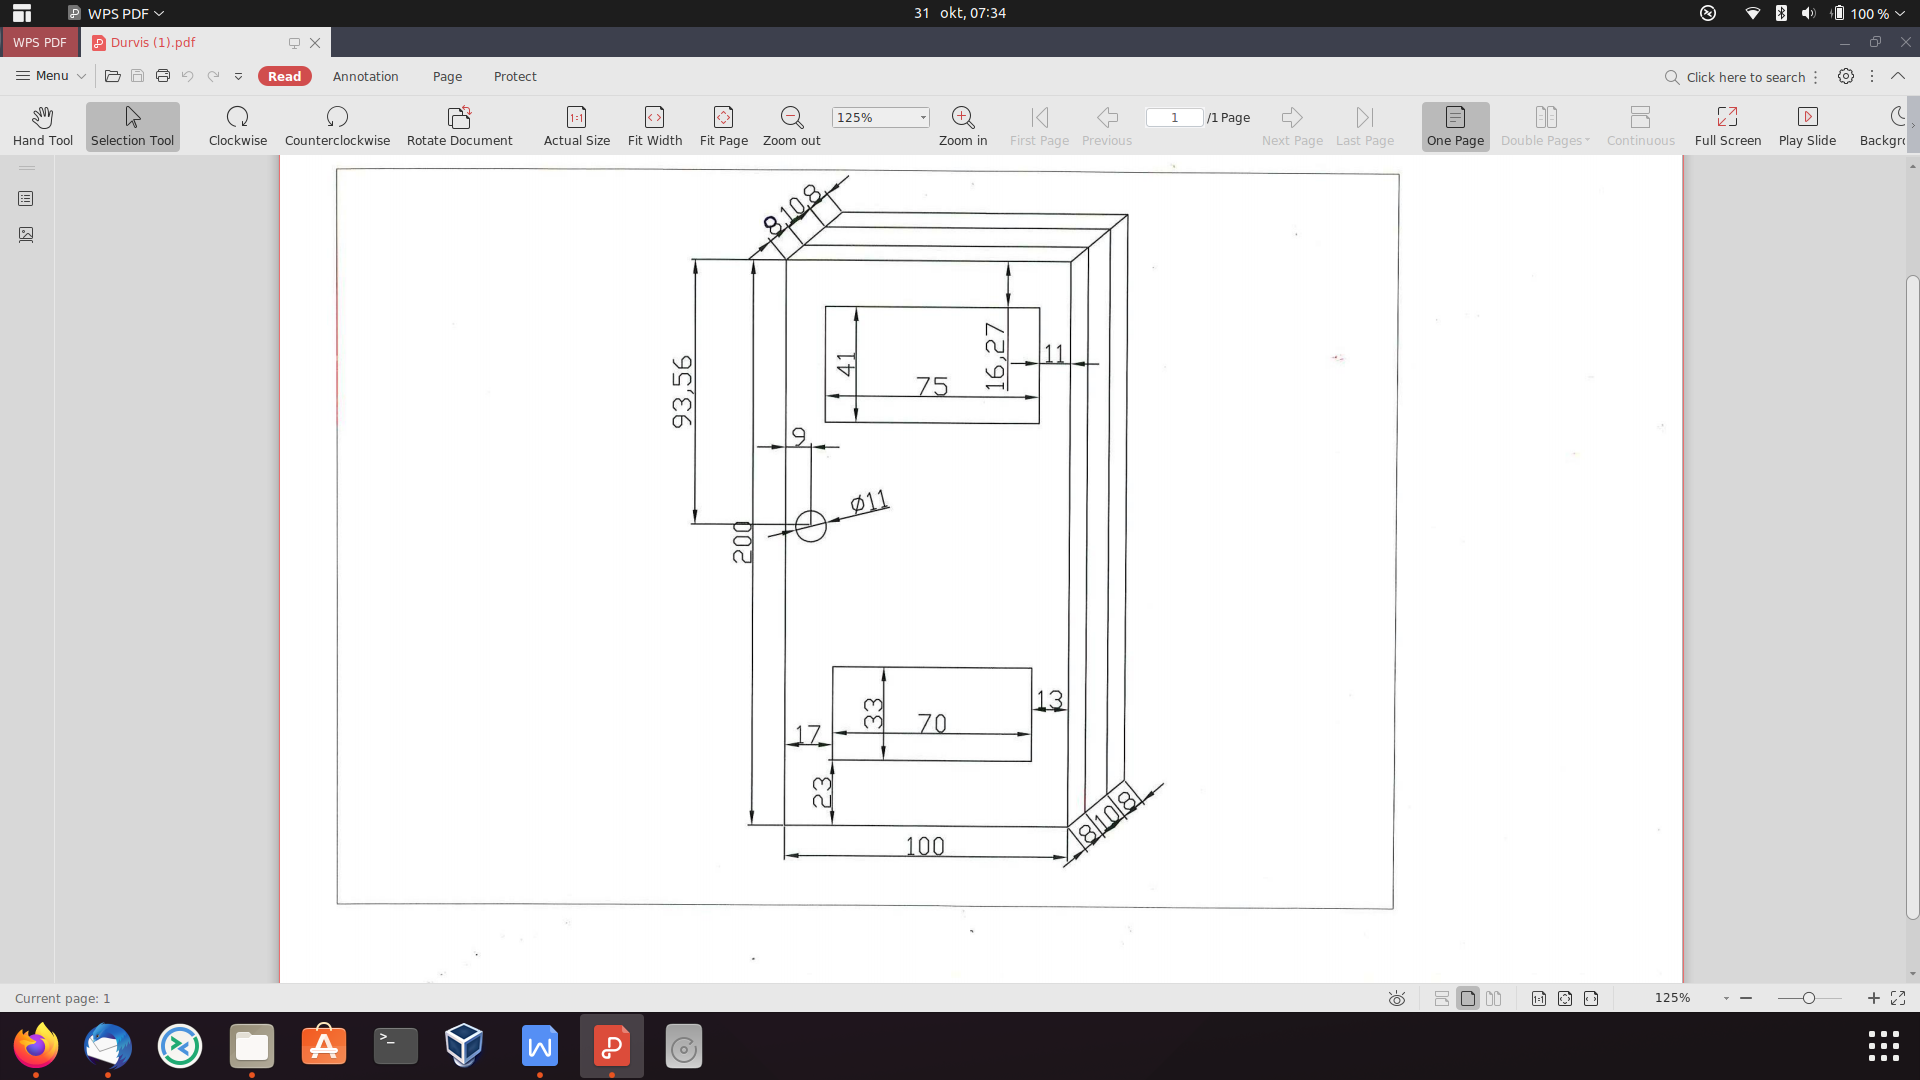 WPS PDF
31 okt, 07:34
100 %
WPS PDF
Durvis (1).pdf
Menu
Read
Annotation
Page
Protect
Click here to search
Hand Tool
Selection Tool
Clockwise
Counterclockwise
Rotate Document
Actual Size
Fit Width
Fit Page
Zoom out
125%
Zoom in
First Page
Previous
1
/1 Page
Next Page
Last Page
One Page
Double Pages
Continuous
Full Screen
Play Slide
Backgro
8
10
8
93,56
200
41
75
16,27
11
9
ø11
33
70
13
17
23
100
8
10
8
Current page: 1
125%